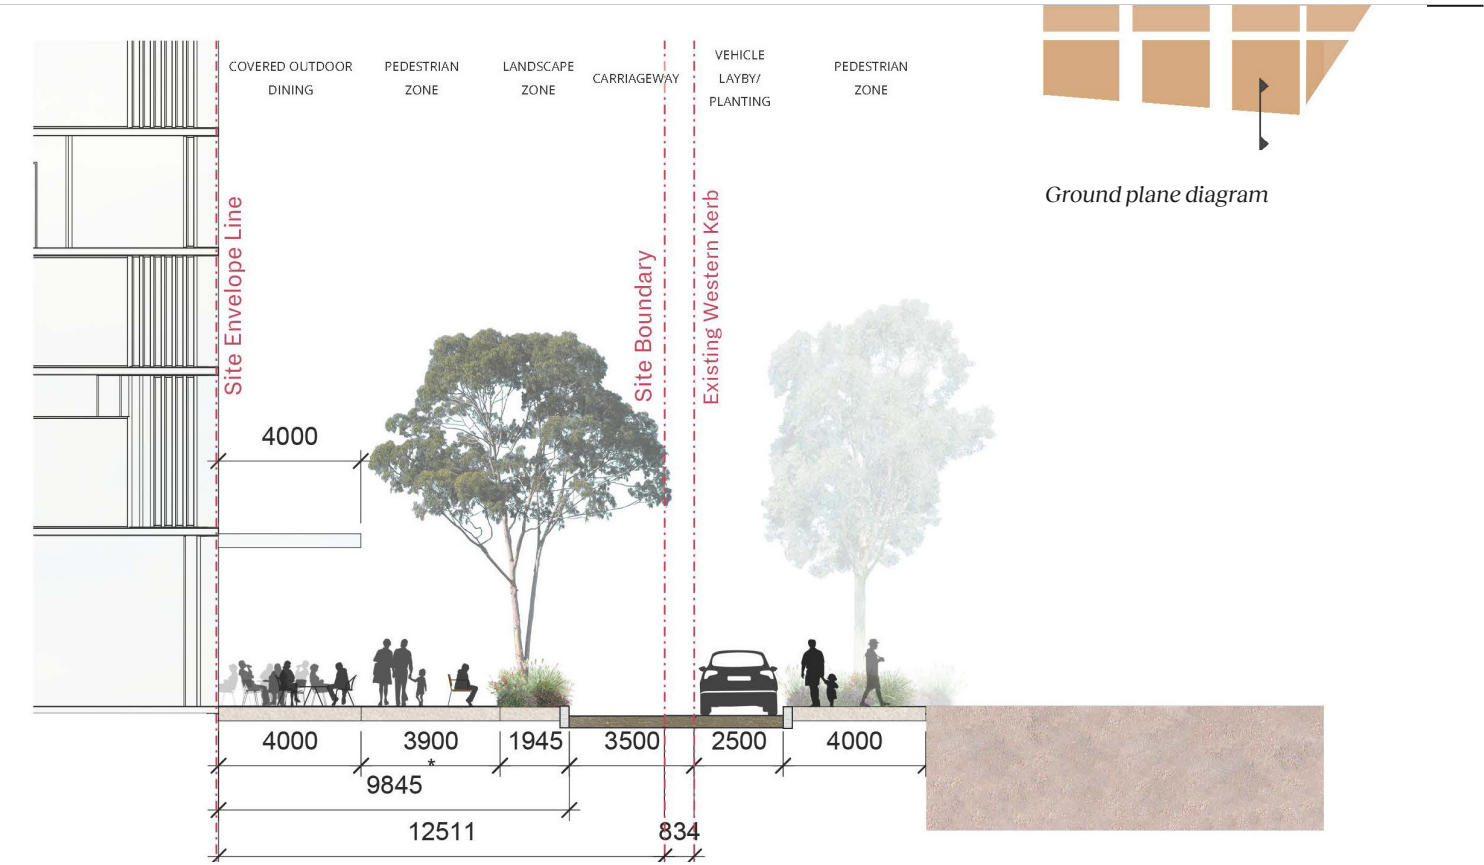 COVERED OUTDOOR
DINING
PEDESTRIAN
ZONE
LANDSCAPE
ZONE
CARRIAGEWAY
VEHICLE
LAYBY/
PLANTING
PEDESTRIAN
ZONE
Ground plane diagram
Site Envelope Line
Site Boundary
Existing Western Kerb
4000
4000
3900
*
1945
3500
2500
4000
9845
12511
834